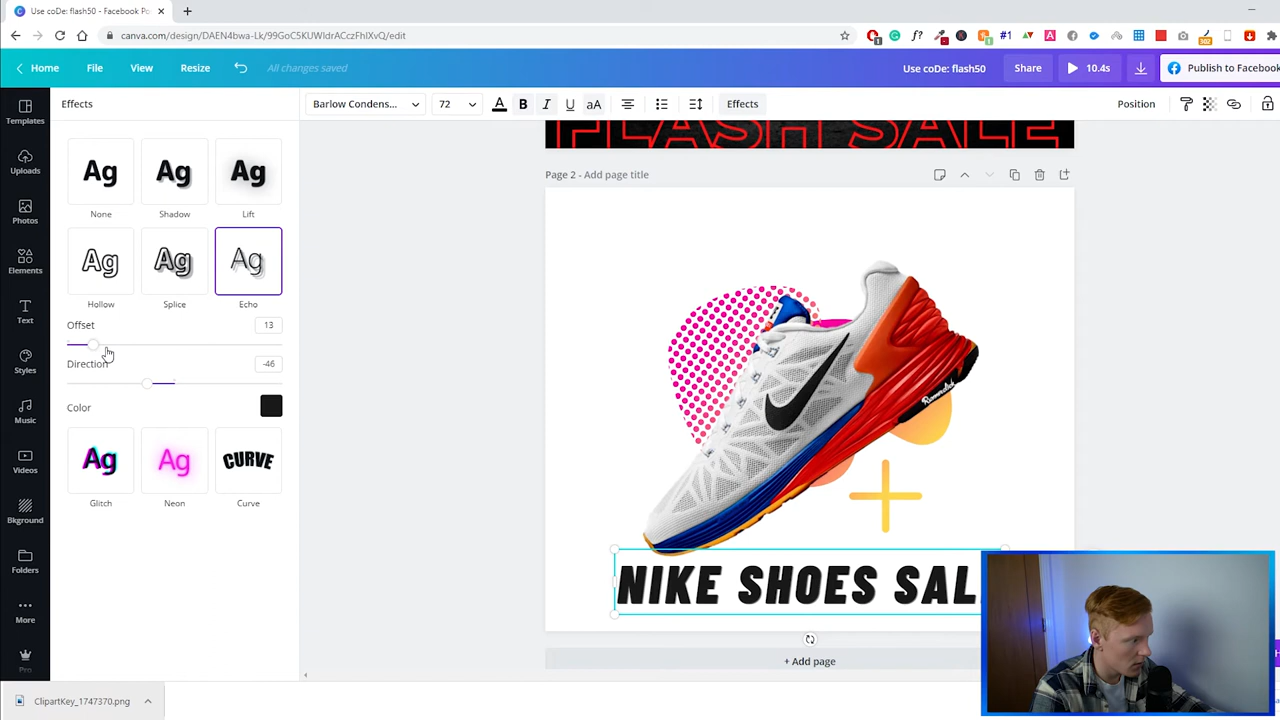 Use coDe: flash50 - Facebook Po
canva.com/design/DAEN4bwa-Lk/99GoC5KUWldrACczFhlXvQ/edit
Home
File
View
Resize
All changes saved
Use coDe: flash50
Share
10.4s
Publish to Facebook
Effects
Barlow Condens...
72
A
B
I
U
aA
Effects
Position
Templates
Uploads
Photos
Elements
Text
Styles
Music
Videos
Bkground
Folders
More
Pro
Ag
Ag
Ag
None
Shadow
Lift
Ag
Ag
Ag
Hollow
Splice
Echo
Offset
13
Direction
-46
Color
Ag
Ag
CURVE
Glitch
Neon
Curve
FLASH SALE
Page 2 - Add page title
NIKE SHOES SAL
+ Add page
ClipartKey_1747370.png